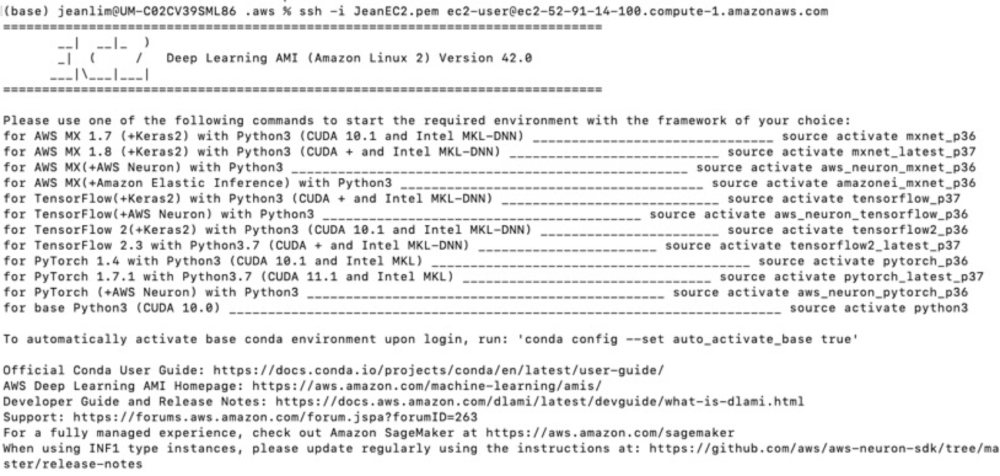 (base) jeanlim@UM-C02CV39SML86 .aws % ssh -i JeanEC2.pem ec2-user@ec2-52-91-14-100.compute-1.amazonaws.com
=============================================================================
       __|  __|_  )
       _|  (     /   Deep Learning AMI (Amazon Linux 2) Version 42.0
      ___|\___|___|
=============================================================================

Please use one of the following commands to start the required environment with the framework of your choice:
for AWS MX 1.7 (+Keras2) with Python3 (CUDA 10.1 and Intel MKL-DNN) _______________________________ source activate mxnet_p36
for AWS MX 1.8 (+Keras2) with Python3 (CUDA + and Intel MKL-DNN) ___________________________ source activate mxnet_latest_p37
for AWS MX(+AWS Neuron) with Python3 ___________________________________________________ source activate aws_neuron_mxnet_p36
for AWS MX(+Amazon Elastic Inference) with Python3 _______________________________________ source activate amazonei_mxnet_p36
for TensorFlow(+Keras2) with Python3 (CUDA + and Intel MKL-DNN) ____________________________ source activate tensorflow_p37
for TensorFlow(+AWS Neuron) with Python3 _________________________________________ source activate aws_neuron_tensorflow_p36
for TensorFlow 2(+Keras2) with Python3 (CUDA 10.1 and Intel MKL-DNN) _______________________ source activate tensorflow2_p36
for TensorFlow 2.3 with Python3.7 (CUDA + and Intel MKL-DNN) _______________________ source activate tensorflow2_latest_p37
for PyTorch 1.4 with Python3 (CUDA 10.1 and Intel MKL) _________________________________________ source activate pytorch_p36
for PyTorch 1.7.1 with Python3.7 (CUDA 11.1 and Intel MKL) ________________________________ source activate pytorch_latest_p37
for PyTorch (+AWS Neuron) with Python3 ______________________________________________ source activate aws_neuron_pytorch_p36
for base Python3 (CUDA 10.0) _______________________________________________________________________ source activate python3

To automatically activate base conda environment upon login, run: 'conda config --set auto_activate_base true'

Official Conda User Guide: https://docs.conda.io/projects/conda/en/latest/user-guide/
AWS Deep Learning AMI Homepage: https://aws.amazon.com/machine-learning/amis/
Developer Guide and Release Notes: https://docs.aws.amazon.com/dlami/latest/devguide/what-is-dlami.html
Support: https://forums.aws.amazon.com/forum.jspa?forumID=263
For a fully managed experience, check out Amazon SageMaker at https://aws.amazon.com/sagemaker
When using INF1 type instances, please update regularly using the instructions at: https://github.com/aws/aws-neuron-sdk/tree/ma
ster/release-notes